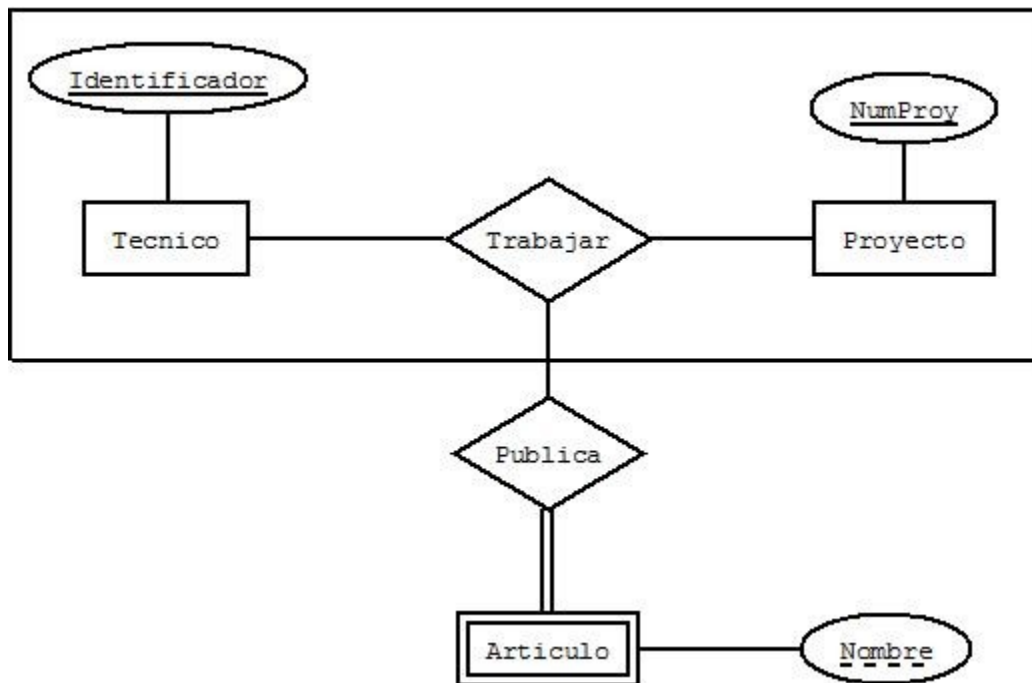 Identificador
NumProy
Tecnico
Trabajar
Proyecto
Publica
Articulo
Nombre